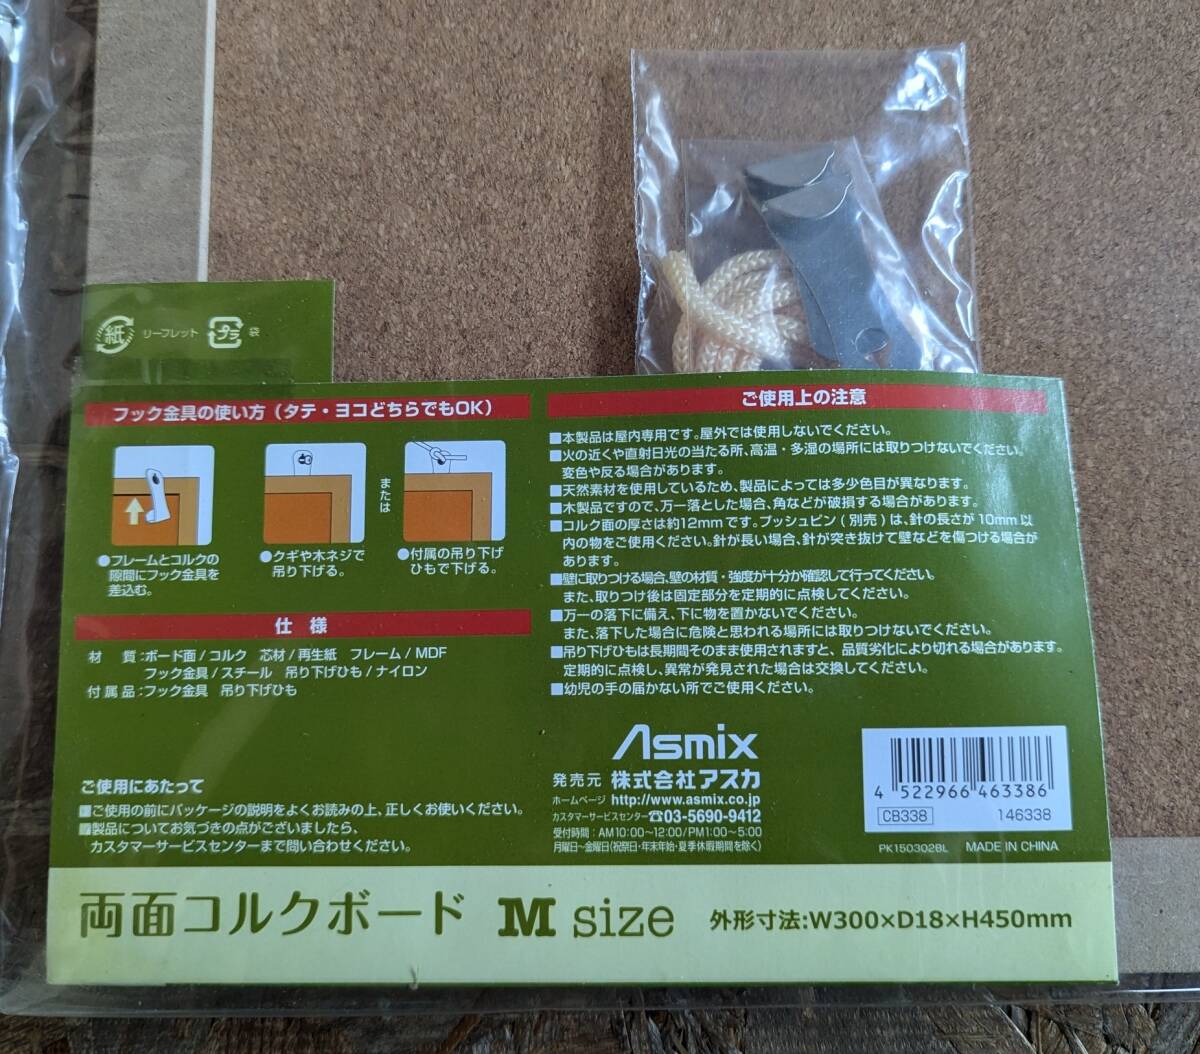 紙 リーフレット プラ 袋
フック金具の使い方（タテ・ヨコどちらでもOK）
●フレームとコルクの
隙間にフック金具を
差込む。
●クギや木ネジで
吊り下げる。
または
●付属の吊り下げ
ひもで下げる。
仕 様
材 質：ボード面/コルク 芯材/再生紙 フレーム/MDF
フック金具/スチール 吊り下げひも/ナイロン
付属品：フック金具 吊り下げひも
ご使用にあたって
■ご使用の前にパッケージの説明をよくお読みの上、正しくお使いください。
■製品についてお気づきの点がございましたら、
カスタマーサービスセンターまで問い合わせください。
ご使用上の注意
■本製品は屋内専用です。屋外では使用しないでください。
■火の近くや直射日光の当たる所、高温・多湿の場所には取りつけないでください。
変色や反る場合があります。
■天然素材を使用しているため、製品によっては多少色目が異なります。
■木製品ですので、万一落とした場合、角などが破損する場合があります。
■コルク面の厚さは約12mmです。プッシュピン(別売)は、針の長さが10mm以
内の物をご使用ください。針が長い場合、針が突き抜けて壁などを傷つける場合が
あります。
■壁に取りつける場合、壁の材質・強度が十分か確認して行ってください。
また、取りつけ後は固定部分を定期的に点検してください。
■万一の落下に備え、下に物を置かないでください。
また、落下した場合に危険と思われる場所には取りつけないでください。
■吊り下げひもは長期間そのまま使用されますと、品質劣化により切れる場合があります。
定期的に点検し、異常が発見された場合は交換してください。
■幼児の手の届かない所でご使用ください。
Asmix
発売元 株式会社アスカ
ホームページ http://www.asmix.co.jp
カスタマーサービスセンター☎03-5690-9412
受付時間：AM10:00～12:00/PM1:00～5:00
月曜日～金曜日(祝祭日・年末年始・夏季休暇期間を除く)
4 522966 463386
CB338 146338
PK150302BL MADE IN CHINA
両面コルクボード M size 外形寸法:W300×D18×H450mm